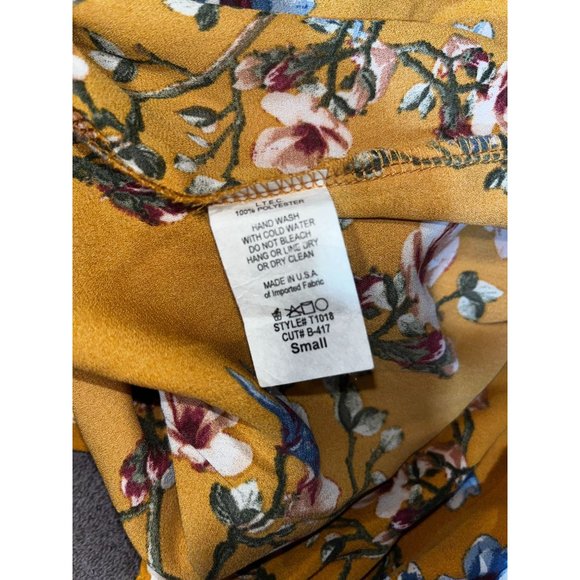 L.T.E.C.
100% POLYESTER
HAND WASH
WITH COLD WATER
DO NOT BLEACH
HANG OR LINE DRY
OR DRY CLEAN
MADE IN U.S.A
of Imported Fabric
STYLE# T1018
CUT# B-417
Small